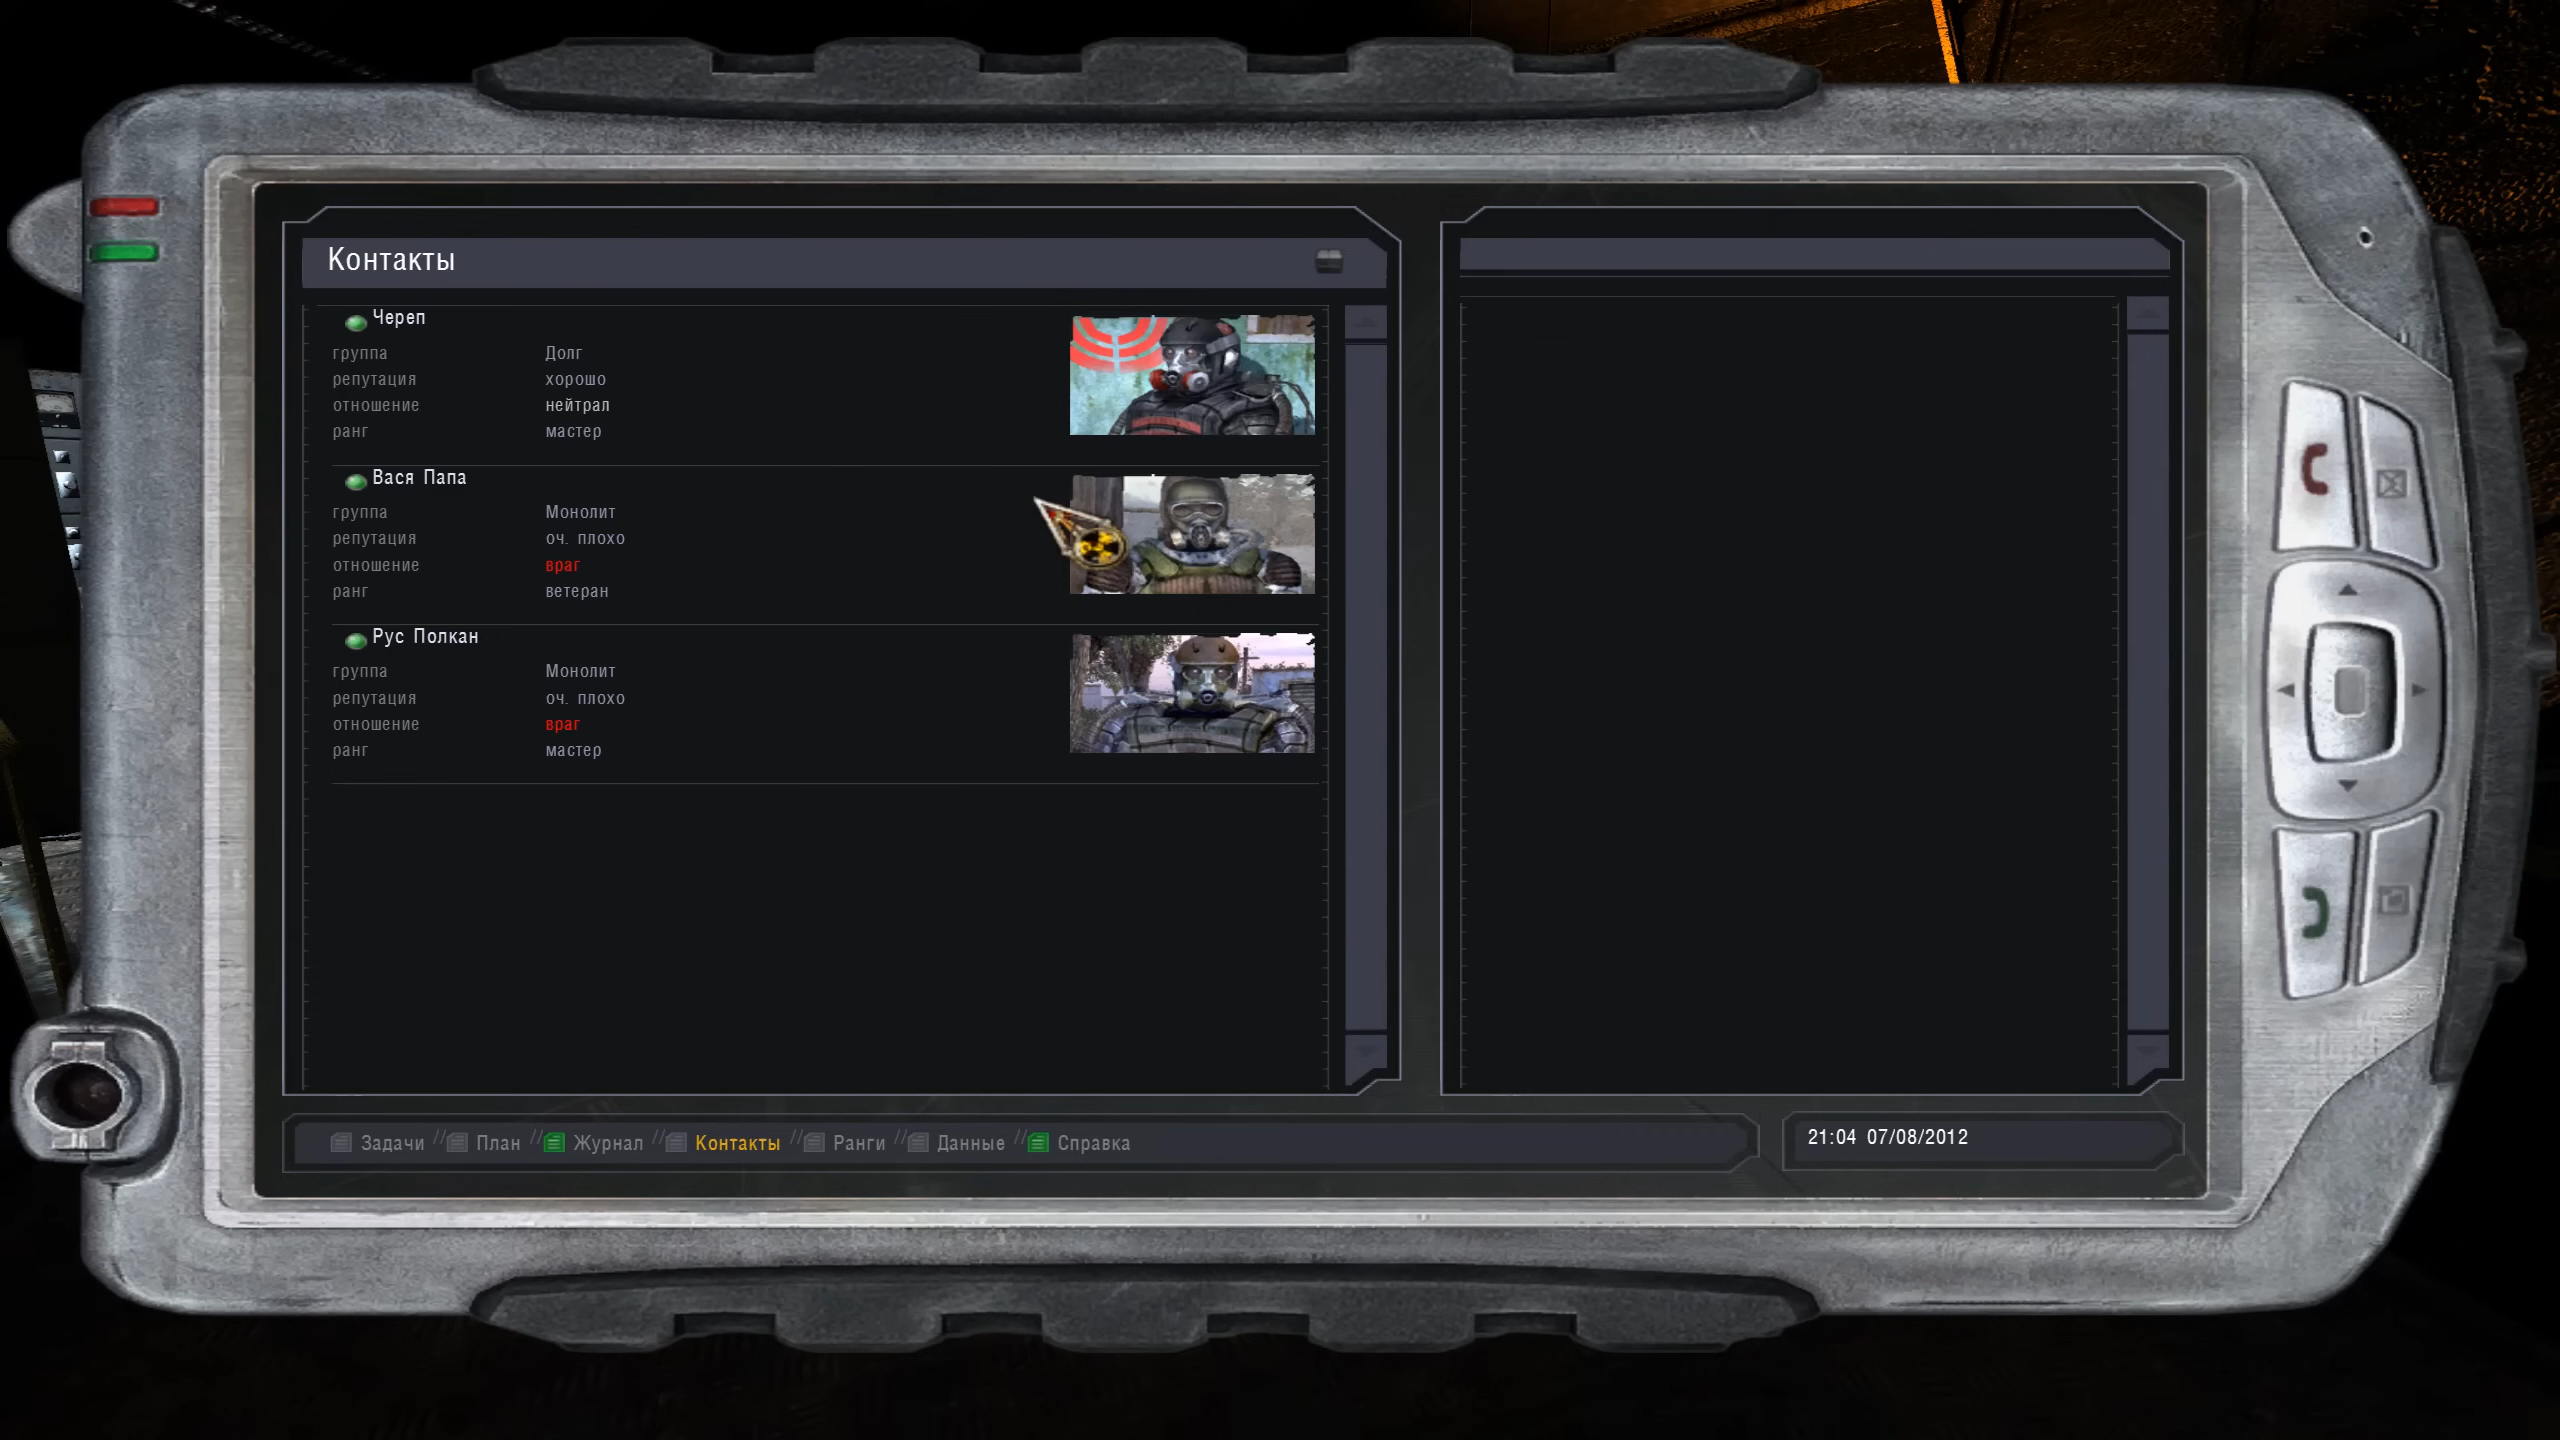 Контакты
Череп
группа Долг
репутация хорошо
отношение нейтрал
ранг мастер
Вася Папа
группа Монолит
репутация оч. плохо
отношение враг
ранг ветеран
Рус Полкан
группа Монолит
репутация оч. плохо
отношение враг
ранг мастер
Задачи // План // Журнал // Контакты // Ранги // Данные // Справка
21:04 07/08/2012